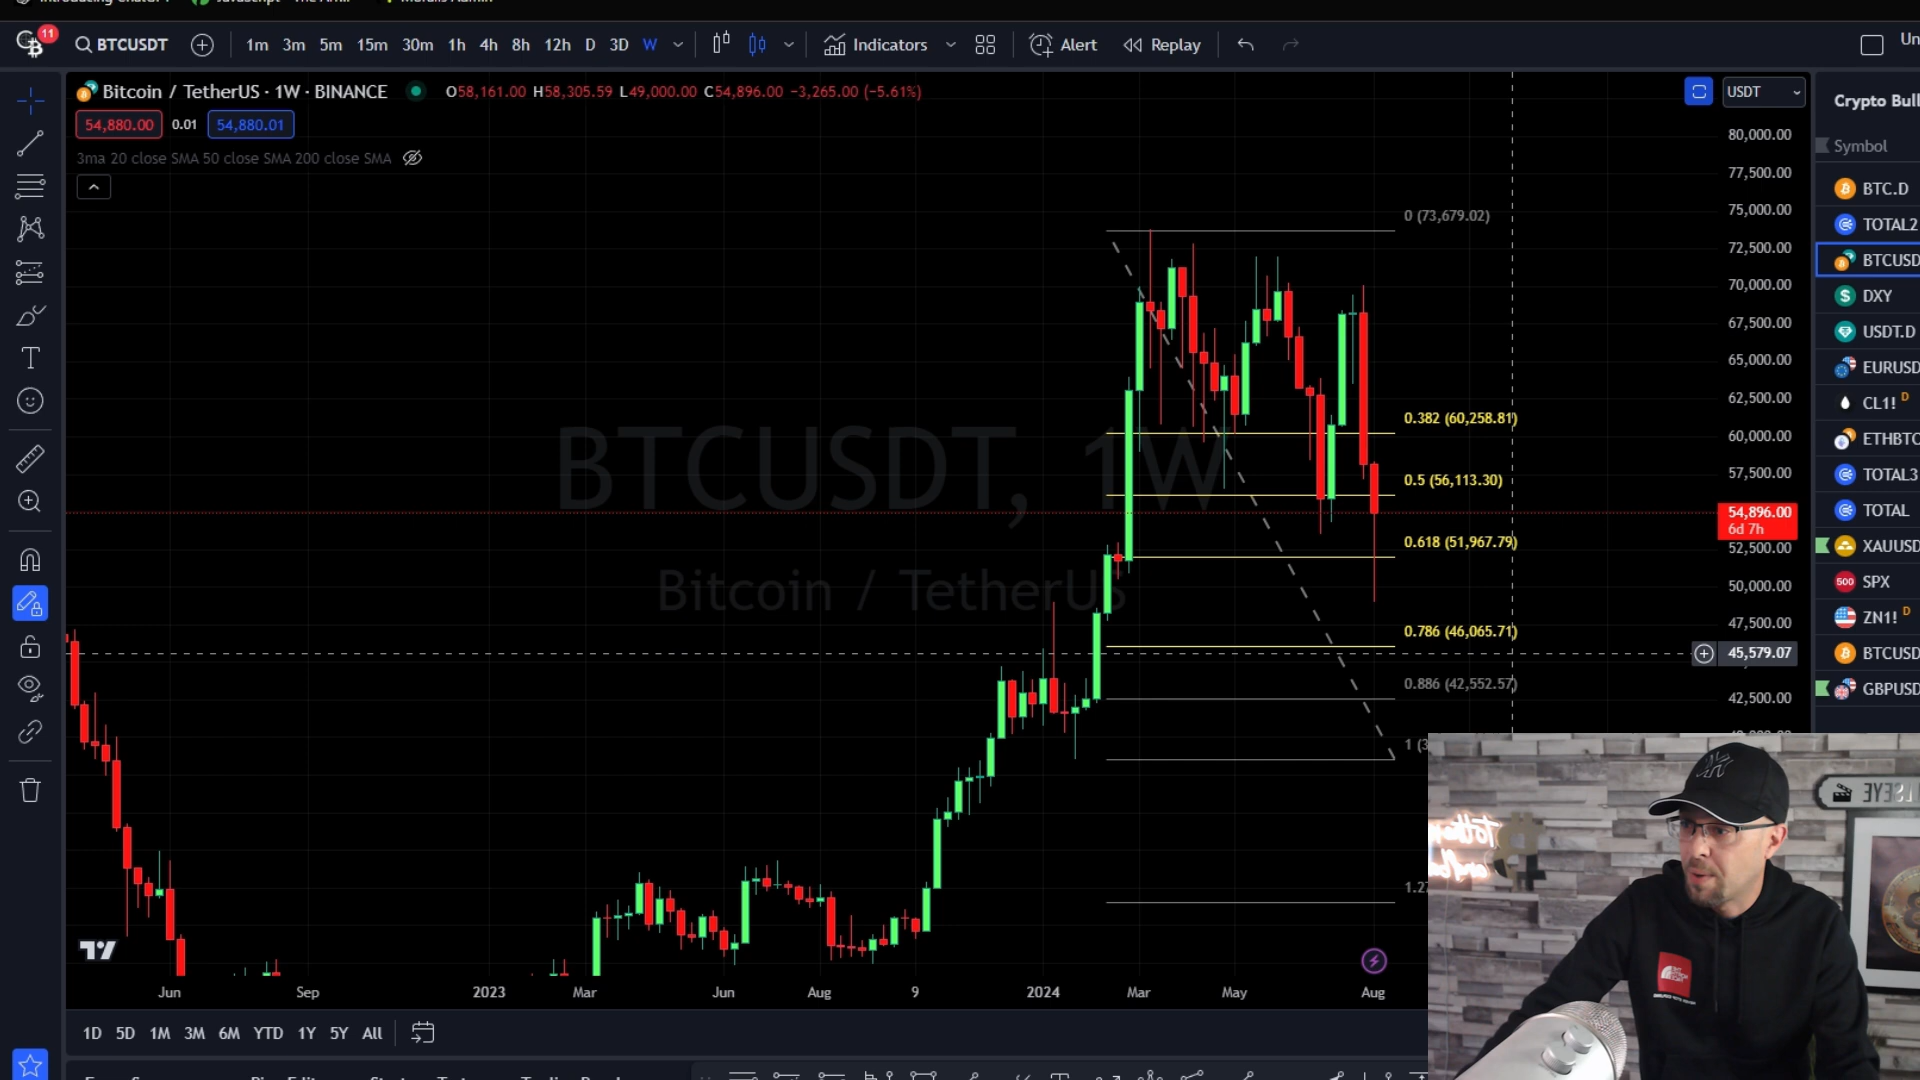 11
BTCUSDT
1m 3m 5m 15m 30m 1h 4h 8h 12h D 3D W
Indicators
Alert
Replay
Un
Bitcoin / TetherUS · 1W · BINANCE
O58,161.00 H58,305.59 L49,000.00 C54,896.00 −3,265.00 (−5.61%)
54,880.00 0.01 54,880.01
3ma 20 close SMA 50 close SMA 200 close SMA
USDT
80,000.00
77,500.00
75,000.00
72,500.00
70,000.00
67,500.00
65,000.00
62,500.00
60,000.00
57,500.00
54,896.00
6d 7h
52,500.00
50,000.00
47,500.00
45,579.07
42,500.00
0 (73,679.02)
0.382 (60,258.81)
0.5 (56,113.30)
0.618 (51,967.79)
0.786 (46,065.71)
0.886 (42,552.57)
1 (3
1.27
BTCUSDT, 1W
Bitcoin / TetherUS
Crypto Bull
Symbol
BTC.D
TOTAL2
BTCUSD
DXY
USDT.D
EURUSD
CL1! D
ETHBTC
TOTAL3
TOTAL
XAUUSD
500 SPX
ZN1! D
BTCUSD
GBPUSD
Jun Sep 2023 Mar Jun Aug 9 2024 Mar May Aug
1D 5D 1M 3M 6M YTD 1Y 5Y All